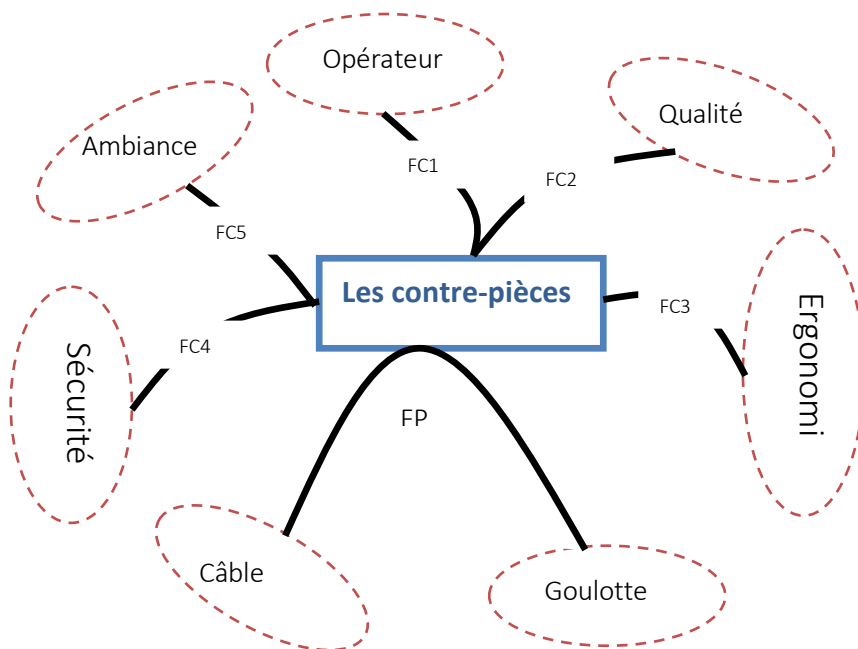 Opérateur
Qualité
Ambiance
FC1
FC2
FC5
Les contre-pièces
Ergonomi
FC3
FC4
Sécurité
FP
Câble
Goulotte